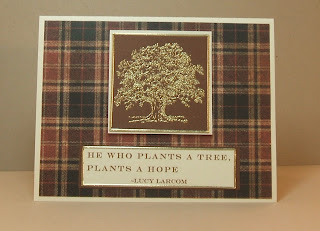 HE WHO PLANTS A TREE,
PLANTS A HOPE
-LUCY LARCOM